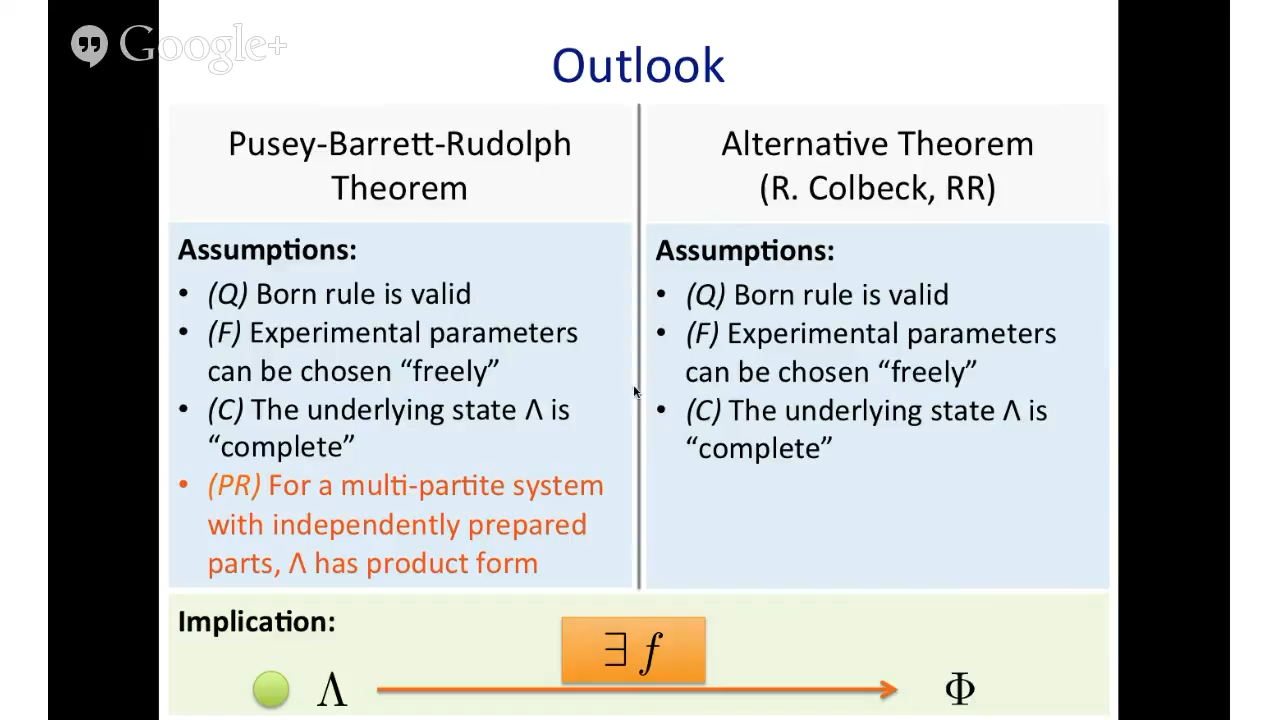 Google+
Outlook
Pusey-Barrett-Rudolph
Theorem
Alternative Theorem
(R. Colbeck, RR)
Assumptions:
• (Q) Born rule is valid
• (F) Experimental parameters
can be chosen “freely”
• (C) The underlying state Λ is
“complete”
• (PR) For a multi-partite system
with independently prepared
parts, Λ has product form
Assumptions:
• (Q) Born rule is valid
• (F) Experimental parameters
can be chosen “freely”
• (C) The underlying state Λ is
“complete”
Implication:
∃ f
Λ
Φ